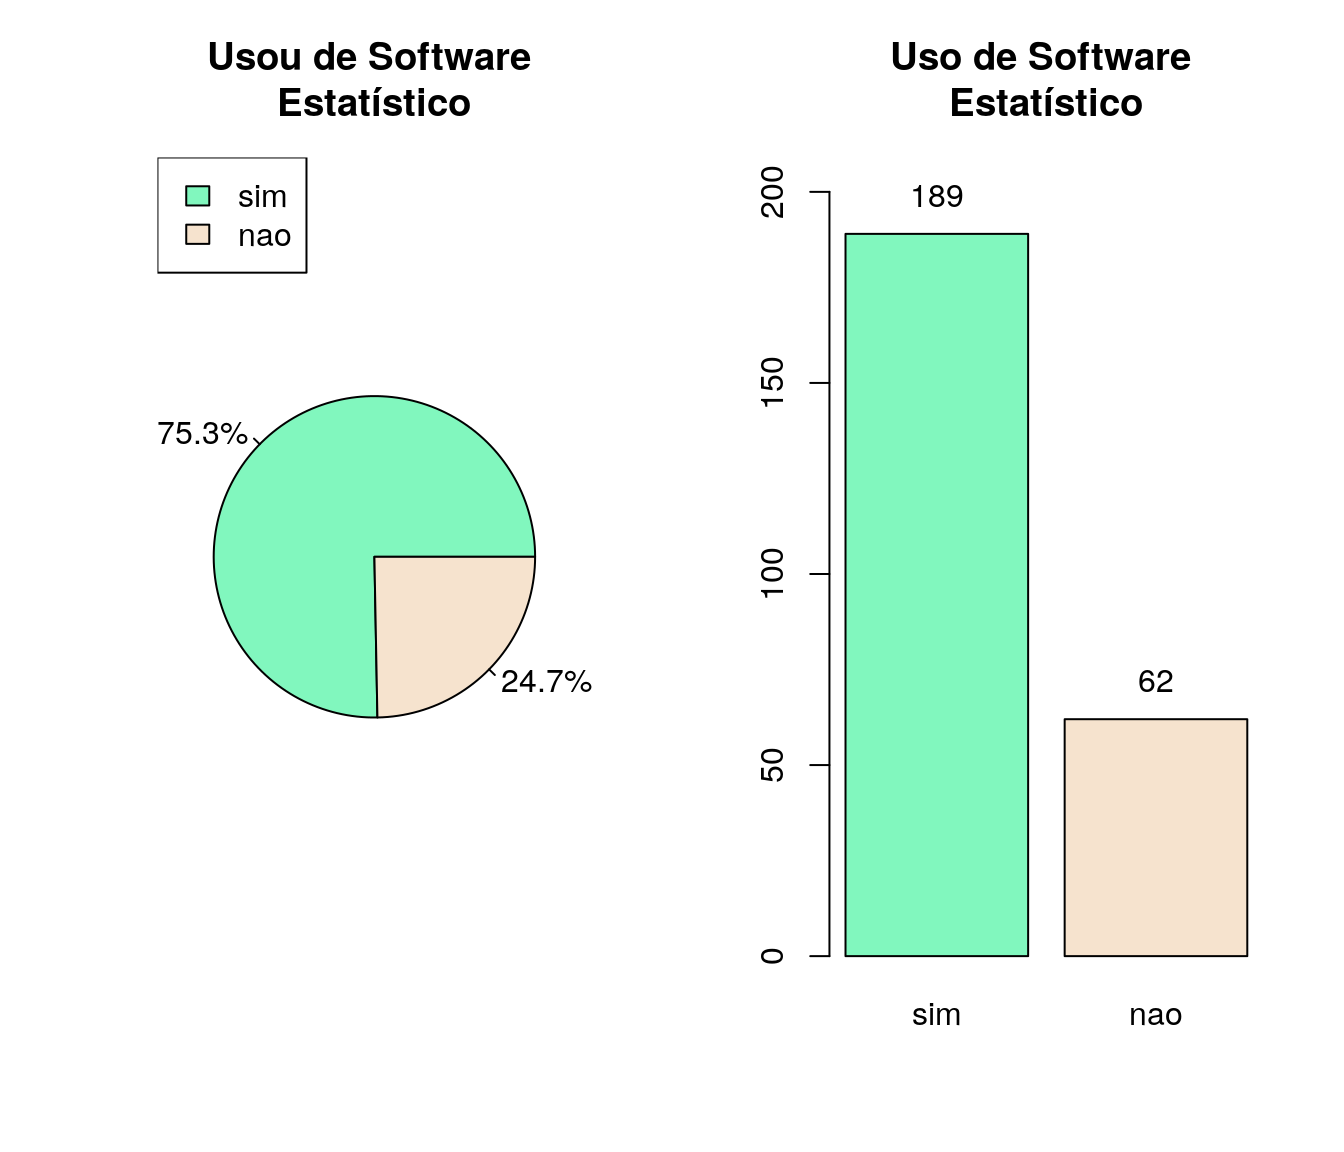 Usou de Software
Estatístico
sim
nao
75.3%
24.7%
Uso de Software
Estatístico
200
150
100
50
0
189
62
sim
nao